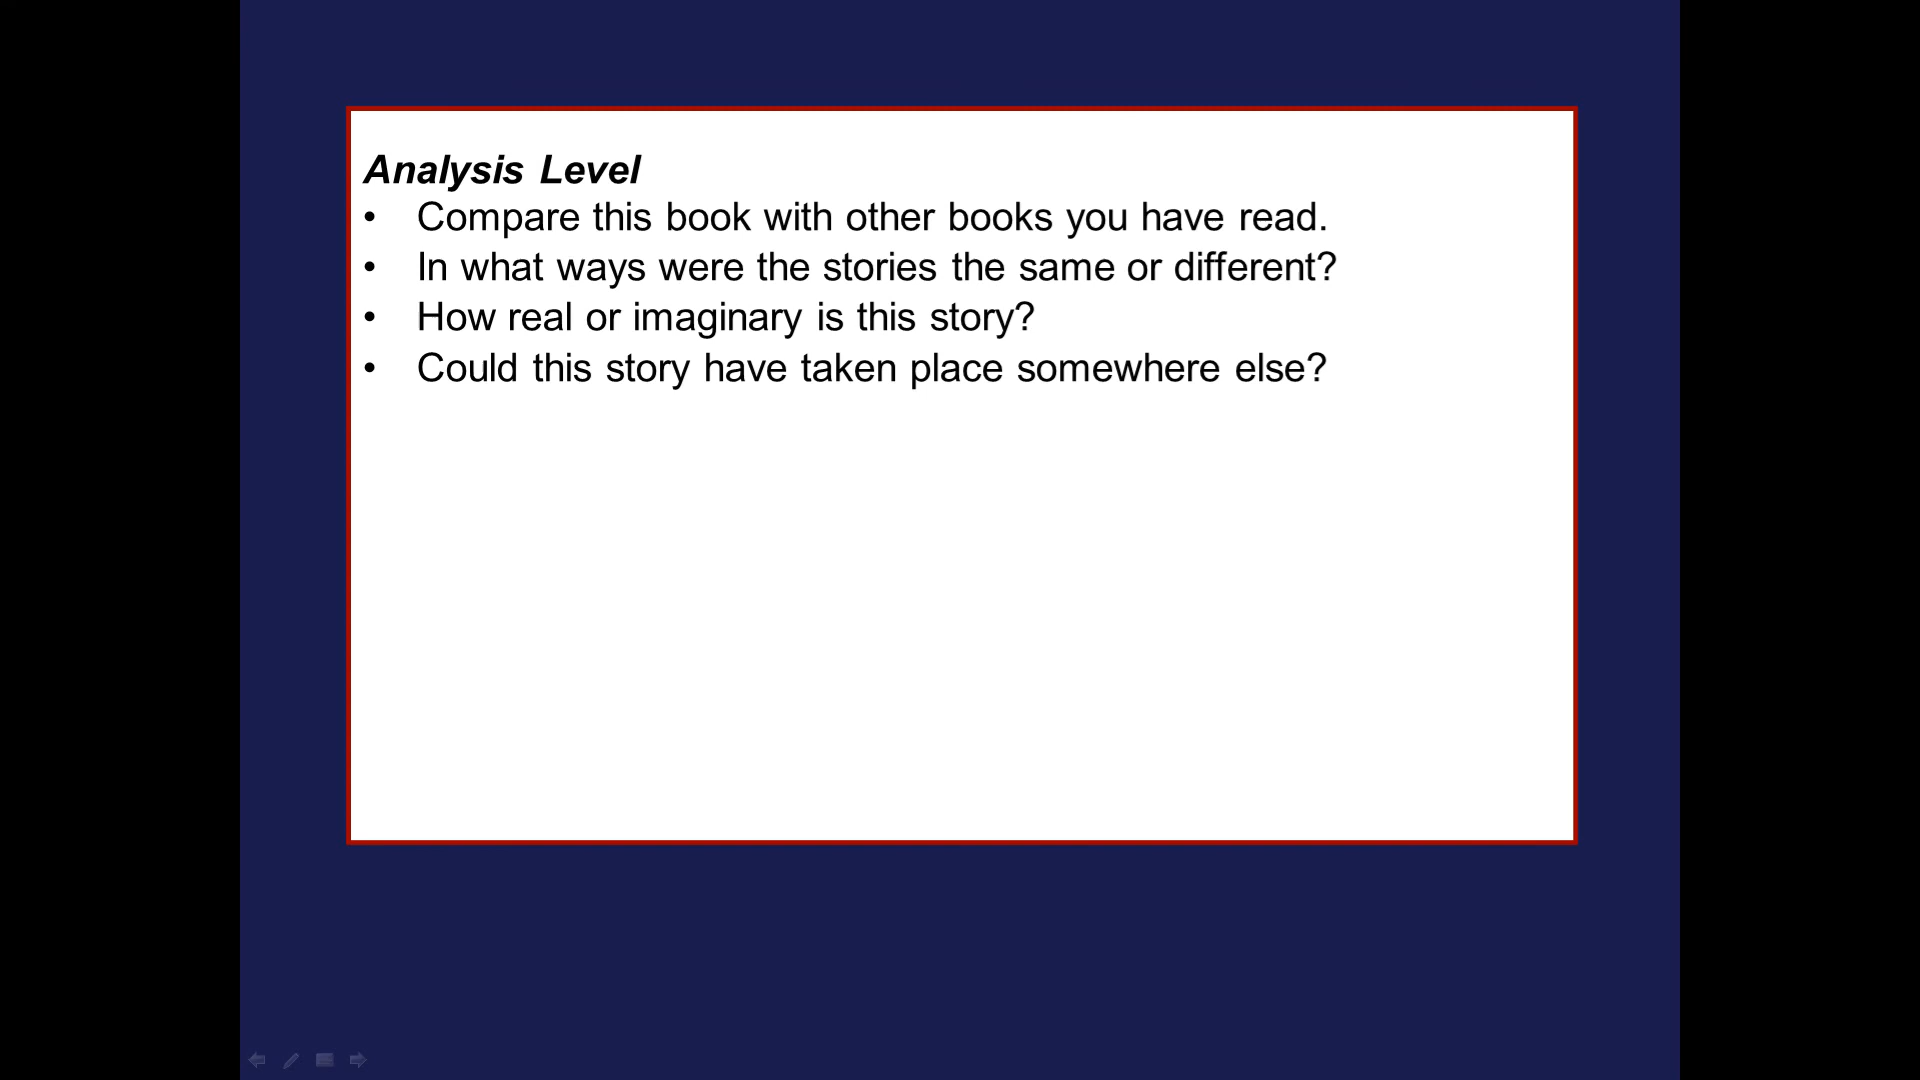 Analysis Level
• Compare this book with other books you have read.
• In what ways were the stories the same or different?
• How real or imaginary is this story?
• Could this story have taken place somewhere else?